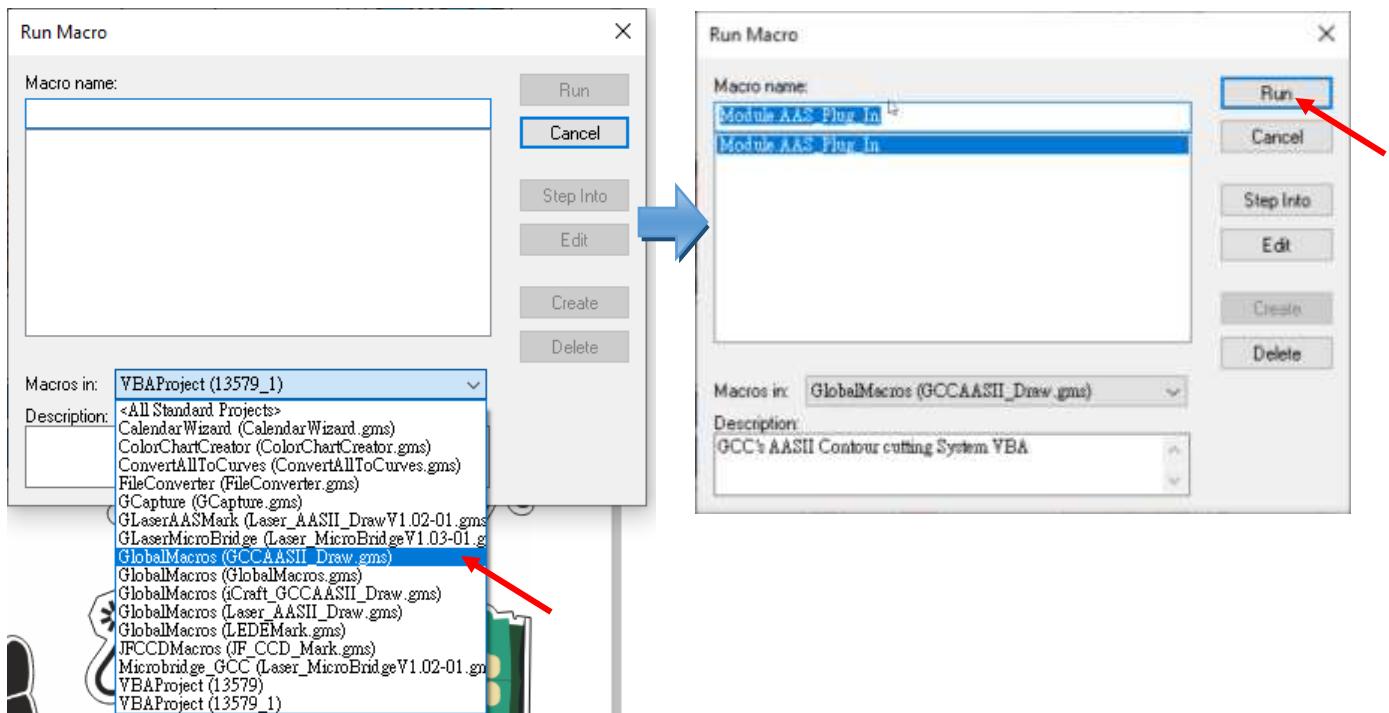 Run Macro
Macro name:
Run
Cancel
Step Into
Edit
Create
Delete
Macros in: VBAProject (13579_1)
Description:
<All Standard Projects>
CalendarWizard (CalendarWizard.gms)
ColorChartCreator (ColorChartCreator.gms)
ConvertAllToCurves (ConvertAllToCurves.gms)
FileConverter (FileConverter.gms)
GCapture (GCapture.gms)
GLaserAASMark (Laser_AASII_DrawV1.02-01.gms
GLaserMicroBridge (Laser_MicroBridgeV1.03-01.g
GlobalMacros (GCCAASII_Draw.gms)
GlobalMacros (GlobalMacros.gms)
GlobalMacros (iCraft_GCCAASII_Draw.gms)
GlobalMacros (Laser_AASII_Draw.gms)
GlobalMacros (LEDEMark.gms)
JFCCDMacros (JF_CCD_Mark.gms)
Microbridge_GCC (Laser_MicroBridgeV1.02-01.gm
VBAProject (13579)
VBAProject (13579_1)
Run Macro
Macro name:
Module.AAS_Plug_In
Module.AAS_Plug_In
Run
Cancel
Step Into
Edit
Create
Delete
Macros in: GlobalMacros (GCCAASII_Draw.gms)
Description:
GCC's AASII Contour cutting System VBA